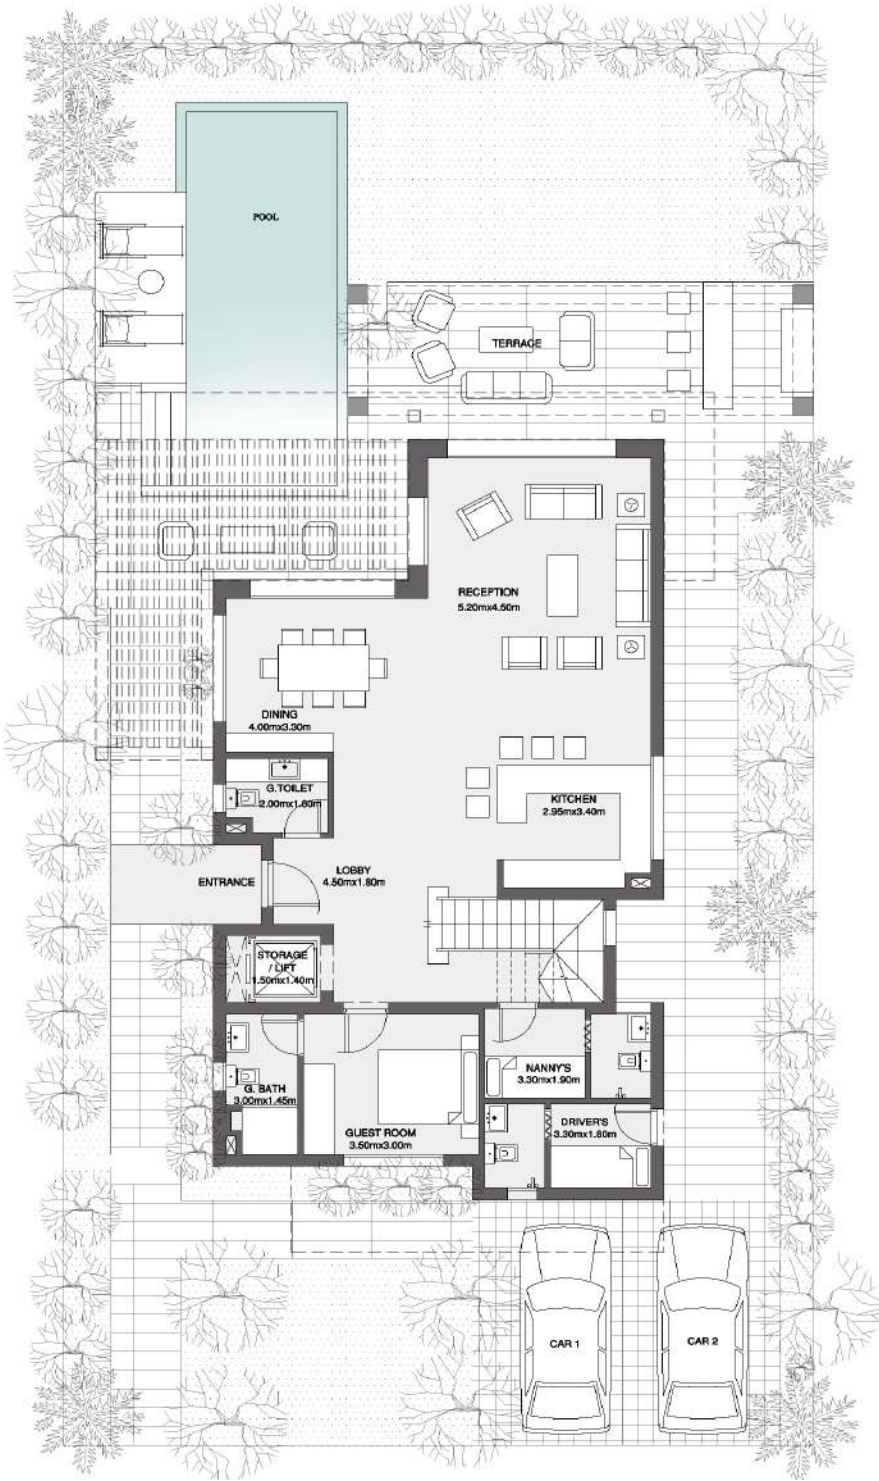 POOL
TERRACE
RECEPTION
5.20mx4.50m
DINING
4.00mx3.30m
G.TOILET
2.00mx1.60m
KITCHEN
2.95mx3.40m
LOBBY
4.50mx1.80m
ENTRANCE
STORAGE
/ LIFT
1.50mx1.40m
NANNY'S
3.30mx1.90m
G. BATH
3.00mx1.45m
DRIVER'S
3.30mx1.80m
GUEST ROOM
3.50mx3.00m
CAR 1
CAR 2